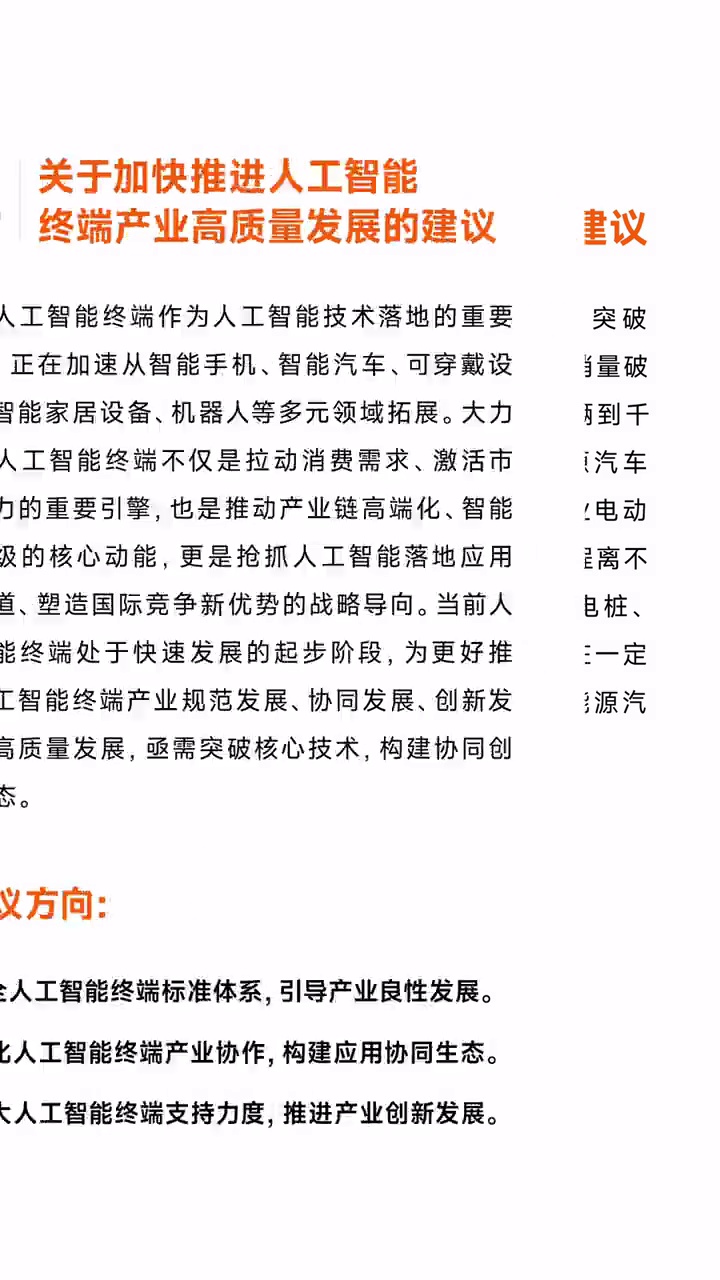 关于加快推进人工智能
终端产业高质量发展的建议
人工智能终端作为人工智能技术落地的重要
正在加速从智能手机、智能汽车、可穿戴设
智能家居设备、机器人等多元领域拓展。大力
人工智能终端不仅是拉动消费需求、激活市
力的重要引擎，也是推动产业链高端化、智能
级的核心动能，更是抢抓人工智能落地应用
道、塑造国际竞争新优势的战略导向。当前人
能终端处于快速发展的起步阶段，为更好推
工智能终端产业规范发展、协同发展、创新发
高质量发展，亟需突破核心技术，构建协同创
态。
议方向：
人工智能终端标准体系，引导产业良性发展。
人工智能终端产业协作，构建应用协同生态。
大人工智能终端支持力度，推进产业创新发展。
建议
突破
量破
到千
汽车
电动
离不
电桩、
一定
源汽